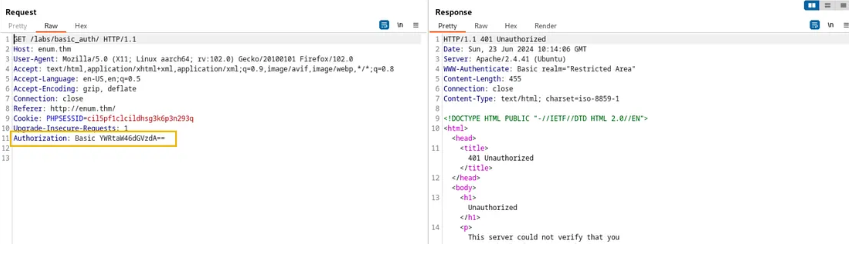 Request
Pretty Raw Hex
\n
1 GET /labs/basic_auth/ HTTP/1.1
2 Host: enum.thm
3 User-Agent: Mozilla/5.0 (X11; Linux aarch64; rv:102.0) Gecko/20100101 Firefox/102.0
4 Accept: text/html,application/xhtml+xml,application/xml;q=0.9,image/avif,image/webp,*/*;q=0.8
5 Accept-Language: en-US,en;q=0.5
6 Accept-Encoding: gzip, deflate
7 Connection: close
8 Referer: http://enum.thm/
9 Cookie: PHPSESSID=cil5pf1clcildhsg3k6p3n293q
10 Upgrade-Insecure-Requests: 1
11 Authorization: Basic YWRtaW46dGVzdA==
12
13
Response
Pretty Raw Hex Render
\n
1 HTTP/1.1 401 Unauthorized
2 Date: Sun, 23 Jun 2024 10:14:06 GMT
3 Server: Apache/2.4.41 (Ubuntu)
4 WWW-Authenticate: Basic realm="Restricted Area"
5 Content-Length: 455
6 Connection: close
7 Content-Type: text/html; charset=iso-8859-1
8
9 <!DOCTYPE HTML PUBLIC "-//IETF//DTD HTML 2.0//EN">
10 <html>
<head>
11 <title>
401 Unauthorized
</title>
12 </head>
<body>
13 <h1>
Unauthorized
</h1>
14 <p>
This server could not verify that you